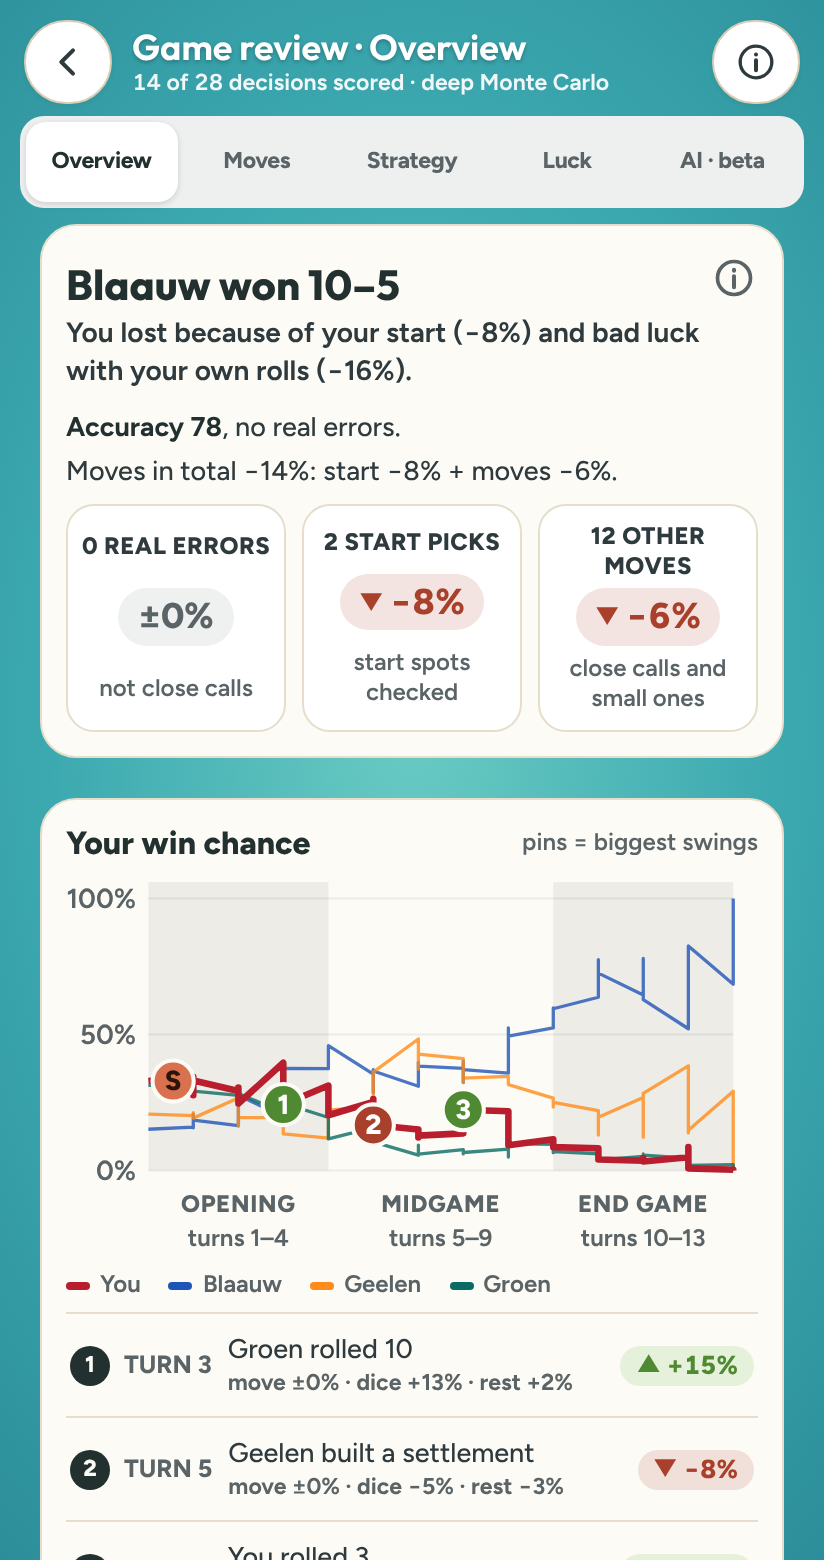 Game review · Overview
14 of 28 decisions scored · deep Monte Carlo
Overview Moves Strategy Luck AI · beta
Blaauw won 10–5
You lost because of your start (−8%) and bad luck
with your own rolls (−16%).
Accuracy 78, no real errors.
Moves in total −14%: start −8% + moves −6%.
0 REAL ERRORS
±0%
not close calls
2 START PICKS
▼ −8%
start spots
checked
12 OTHER
MOVES
▼ −6%
close calls and
small ones
Your win chance
pins = biggest swings
100%
50%
0%
S
1
2
3
OPENING
turns 1–4
MIDGAME
turns 5–9
END GAME
turns 10–13
You Blaauw Geelen Groen
1 TURN 3 Groen rolled 10
move ±0% · dice +13% · rest +2%
▲ +15%
2 TURN 5 Geelen built a settlement
move ±0% · dice −5% · rest −3%
▼ −8%
You rolled 3